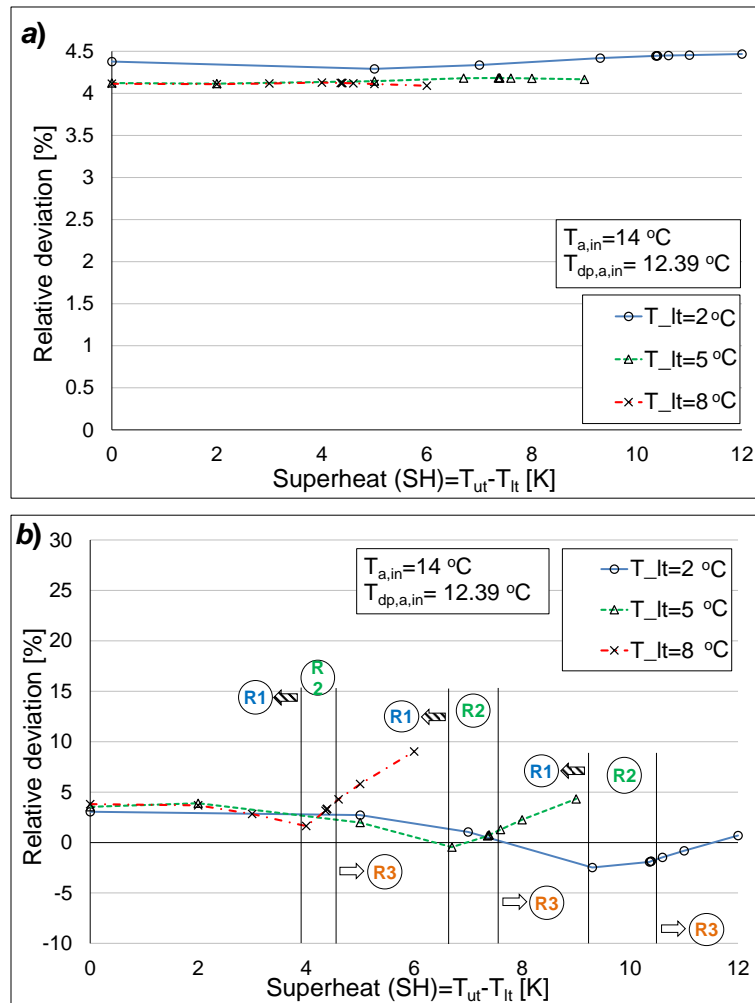 a)
4.5
4
3.5
3
2.5
2
1.5
1
0.5
0
Relative deviation [%]
T_a,in=14 °C
T_dp,a,in= 12.39 °C
T_lt=2 °C
T_lt=5 °C
T_lt=8 °C
0 2 4 6 8 10 12
Superheat (SH)=T_ut-T_lt [K]
b)
30
25
20
15
10
5
0
-5
-10
Relative deviation [%]
T_a,in=14 °C
T_dp,a,in= 12.39 °C
T_lt=2 °C
T_lt=5 °C
T_lt=8 °C
R1
R
2
R1
R2
R1
R2
R3
R3
R3
0 2 4 6 8 10 12
Superheat (SH)=T_ut-T_lt [K]